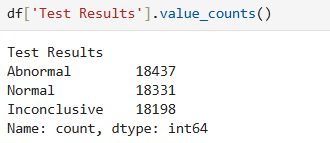 df['Test Results'].value_counts()
Test Results
Abnormal 18437
Normal 18331
Inconclusive 18198
Name: count, dtype: int64